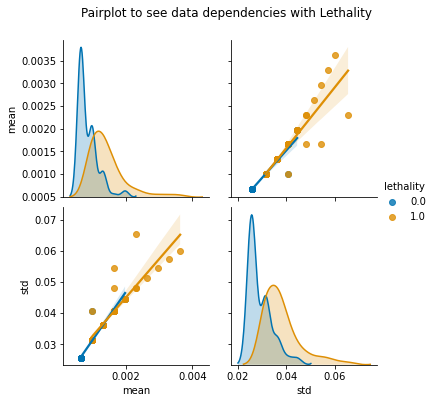 Pairplot to see data dependencies with Lethality
0.0035
0.0030
0.0025
0.0020
0.0015
0.0010
0.0005
mean
lethality
0.0
1.0
0.07
0.06
0.05
0.04
0.03
std
0.002 0.004
0.02 0.04 0.06
mean std